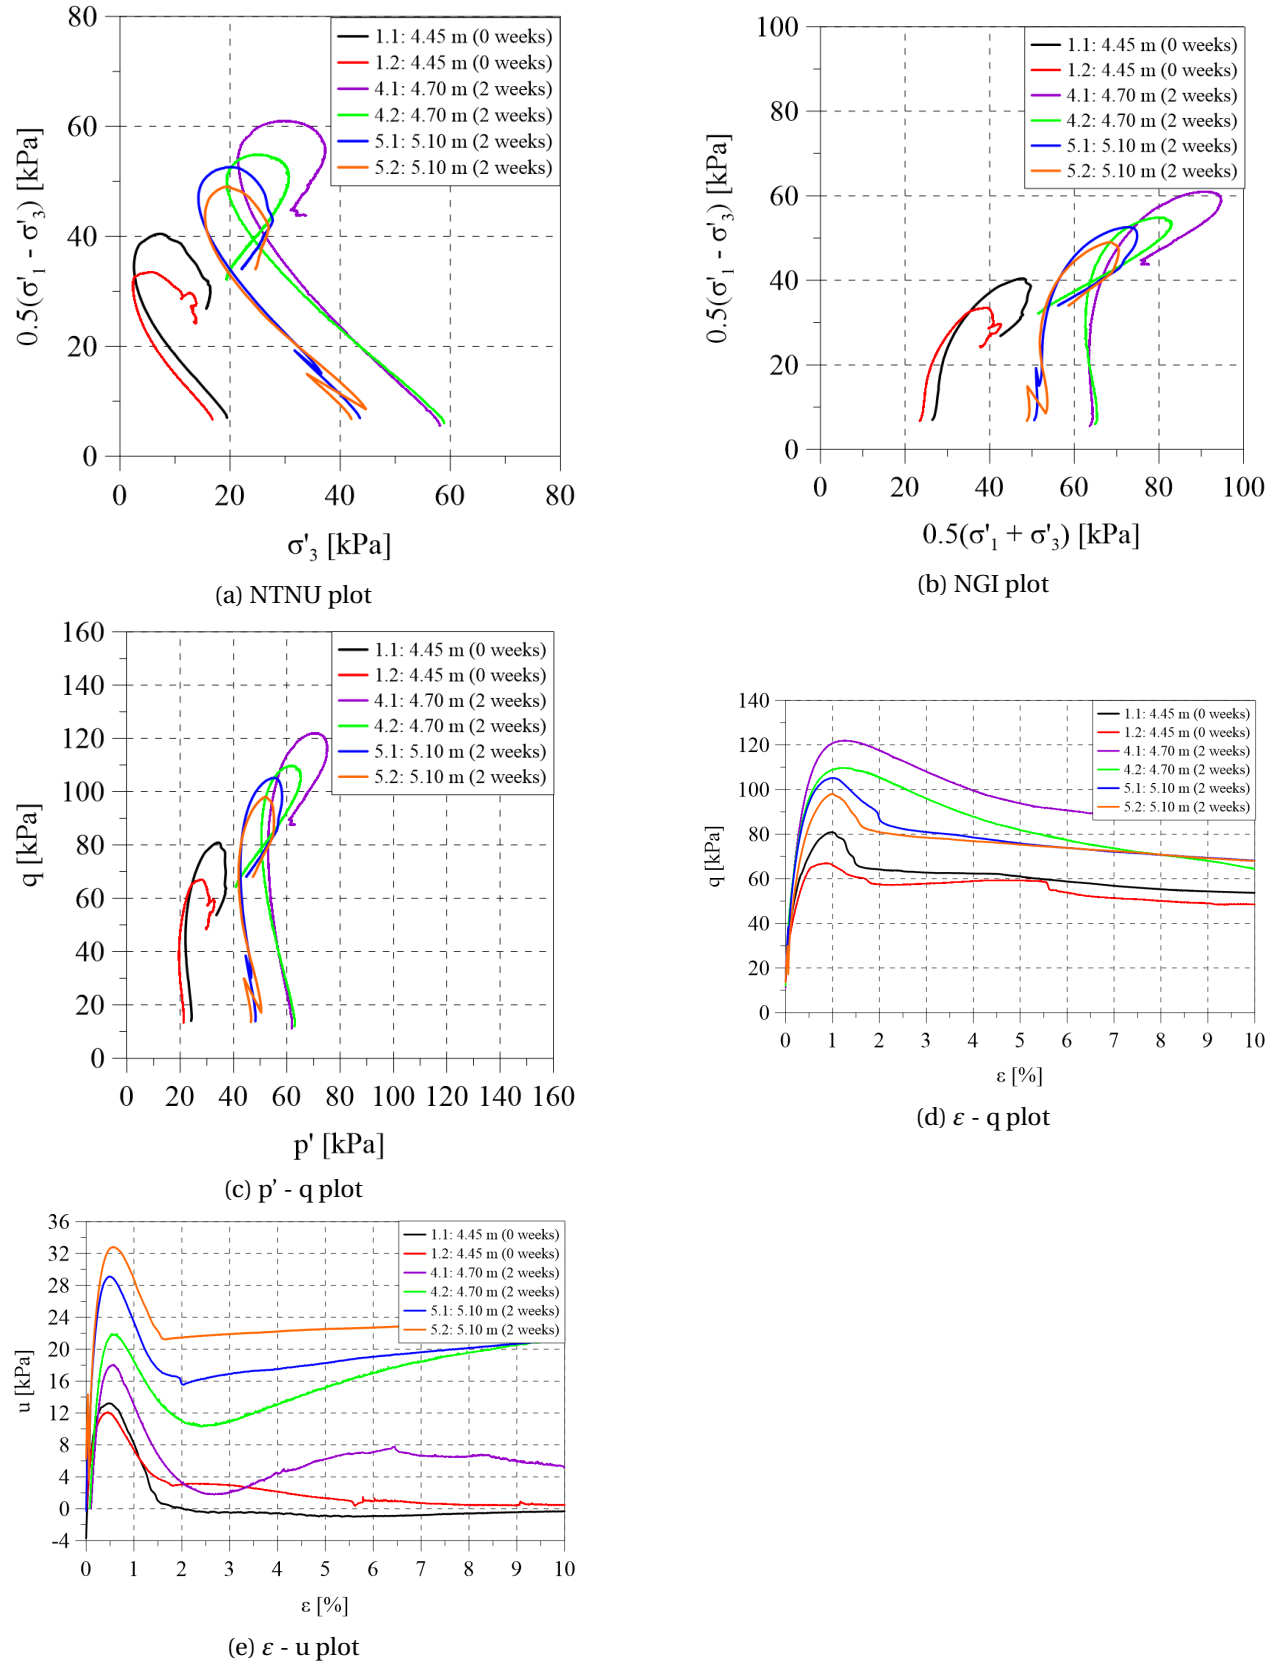 80
60
40
20
0
0 20 40 60 80
0.5(σ'1 - σ'3) [kPa]
σ'3 [kPa]
1.1: 4.45 m (0 weeks)
1.2: 4.45 m (0 weeks)
4.1: 4.70 m (2 weeks)
4.2: 4.70 m (2 weeks)
5.1: 5.10 m (2 weeks)
5.2: 5.10 m (2 weeks)
(a) NTNU plot
100
80
60
40
20
0
0 20 40 60 80 100
0.5(σ'1 - σ'3) [kPa]
0.5(σ'1 + σ'3) [kPa]
1.1: 4.45 m (0 weeks)
1.2: 4.45 m (0 weeks)
4.1: 4.70 m (2 weeks)
4.2: 4.70 m (2 weeks)
5.1: 5.10 m (2 weeks)
5.2: 5.10 m (2 weeks)
(b) NGI plot
160
140
120
100
80
60
40
20
0
0 20 40 60 80 100 120 140 160
q [kPa]
p' [kPa]
1.1: 4.45 m (0 weeks)
1.2: 4.45 m (0 weeks)
4.1: 4.70 m (2 weeks)
4.2: 4.70 m (2 weeks)
5.1: 5.10 m (2 weeks)
5.2: 5.10 m (2 weeks)
(c) p’ - q plot
140
120
100
80
60
40
20
0
0 1 2 3 4 5 6 7 8 9 10
q [kPa]
ε [%]
1.1: 4.45 m (0 weeks)
1.2: 4.45 m (0 weeks)
4.1: 4.70 m (2 weeks)
4.2: 4.70 m (2 weeks)
5.1: 5.10 m (2 weeks)
5.2: 5.10 m (2 weeks)
(d) ε - q plot
36
32
28
24
20
16
12
8
4
0
-4
0 1 2 3 4 5 6 7 8 9 10
u [kPa]
ε [%]
1.1: 4.45 m (0 weeks)
1.2: 4.45 m (0 weeks)
4.1: 4.70 m (2 weeks)
4.2: 4.70 m (2 weeks)
5.1: 5.10 m (2 weeks)
5.2: 5.10 m (2 weeks)
(e) ε - u plot